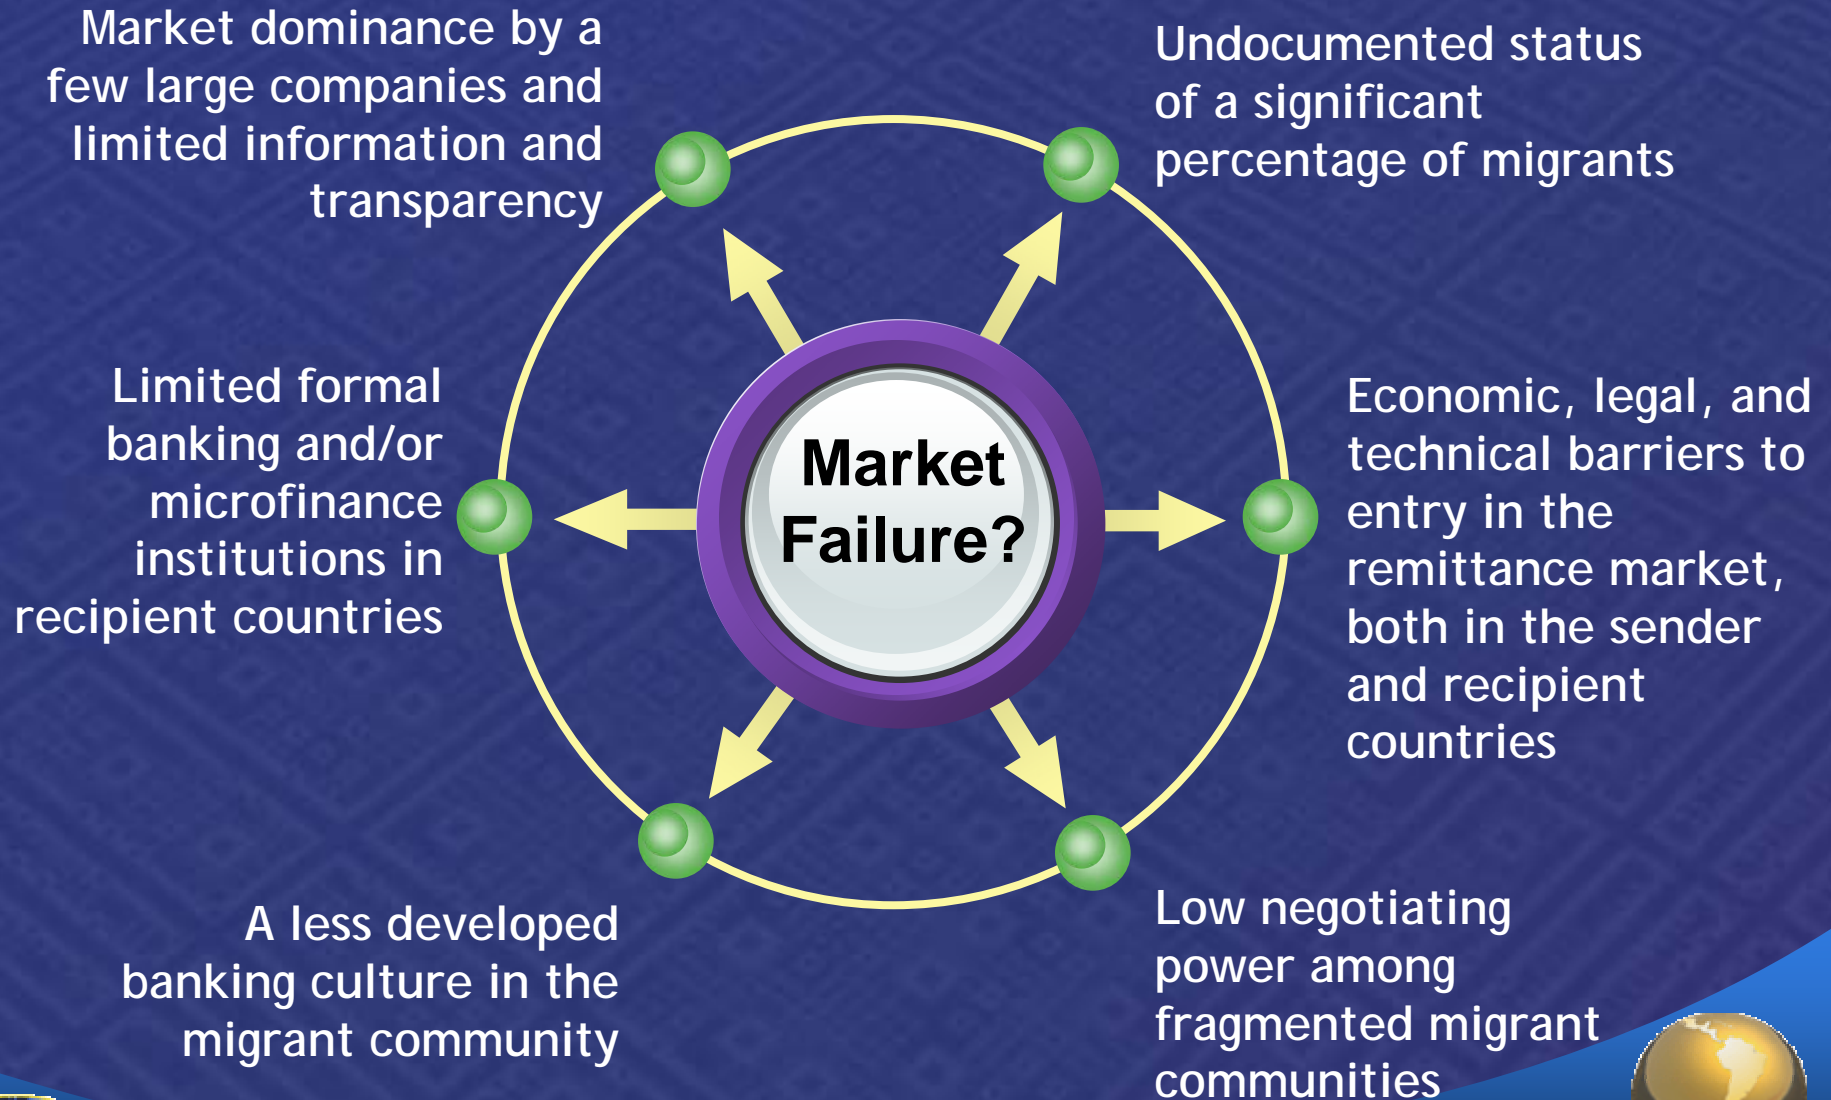 Market dominance by a
few large companies and
limited information and
transparency
Undocumented status
of a significant
percentage of migrants
Limited formal
banking and/or
microfinance
institutions in
recipient countries
Market
Failure?
Economic, legal, and
technical barriers to
entry in the
remittance market,
both in the sender
and recipient
countries
A less developed
banking culture in the
migrant community
Low negotiating
power among
fragmented migrant
communities